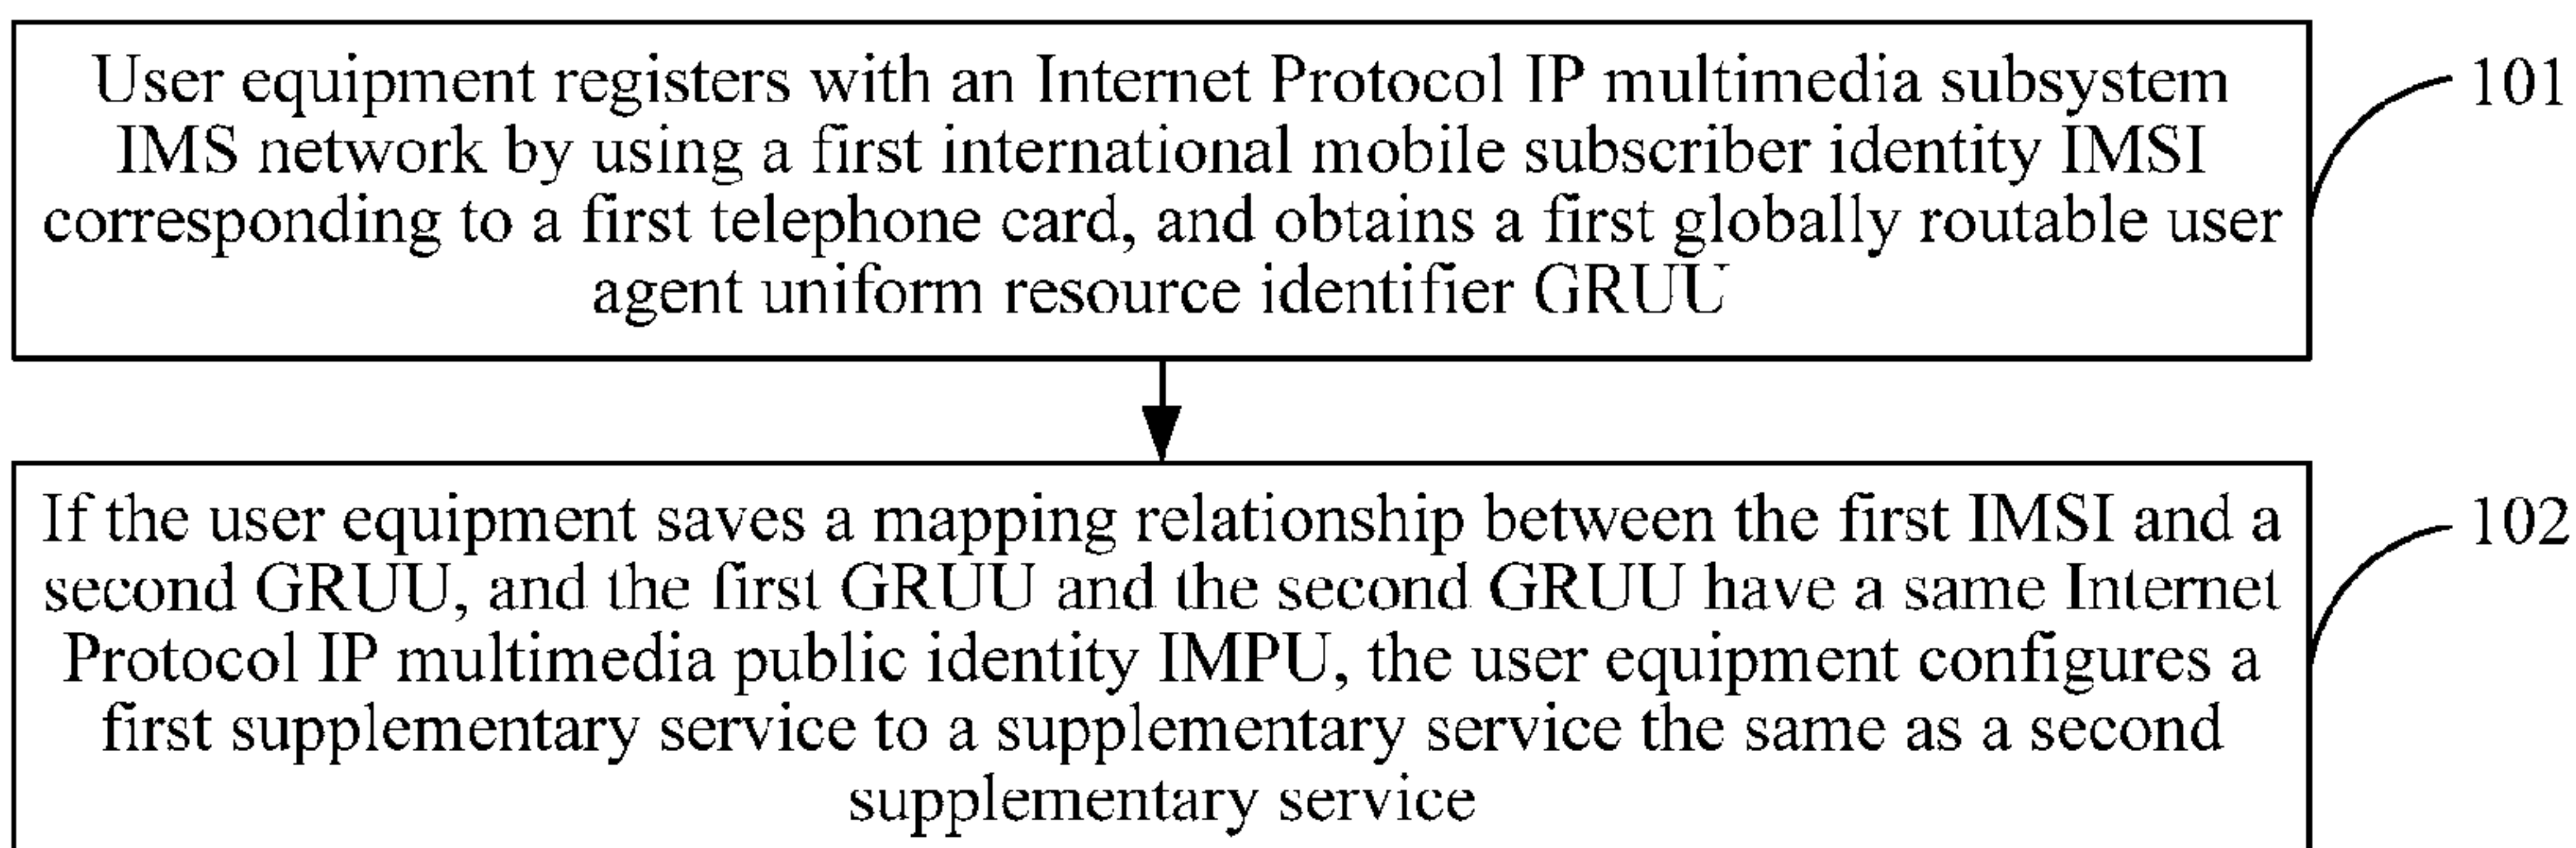 User equipment registers with an Internet Protocol IP multimedia subsystem
IMS network by using a first international mobile subscriber identity IMSI
corresponding to a first telephone card, and obtains a first globally routable user
agent uniform resource identifier GRUU
101
If the user equipment saves a mapping relationship between the first IMSI and a
second GRUU, and the first GRUU and the second GRUU have a same Internet
Protocol IP multimedia public identity IMPU, the user equipment configures a
first supplementary service to a supplementary service the same as a second
supplementary service
102